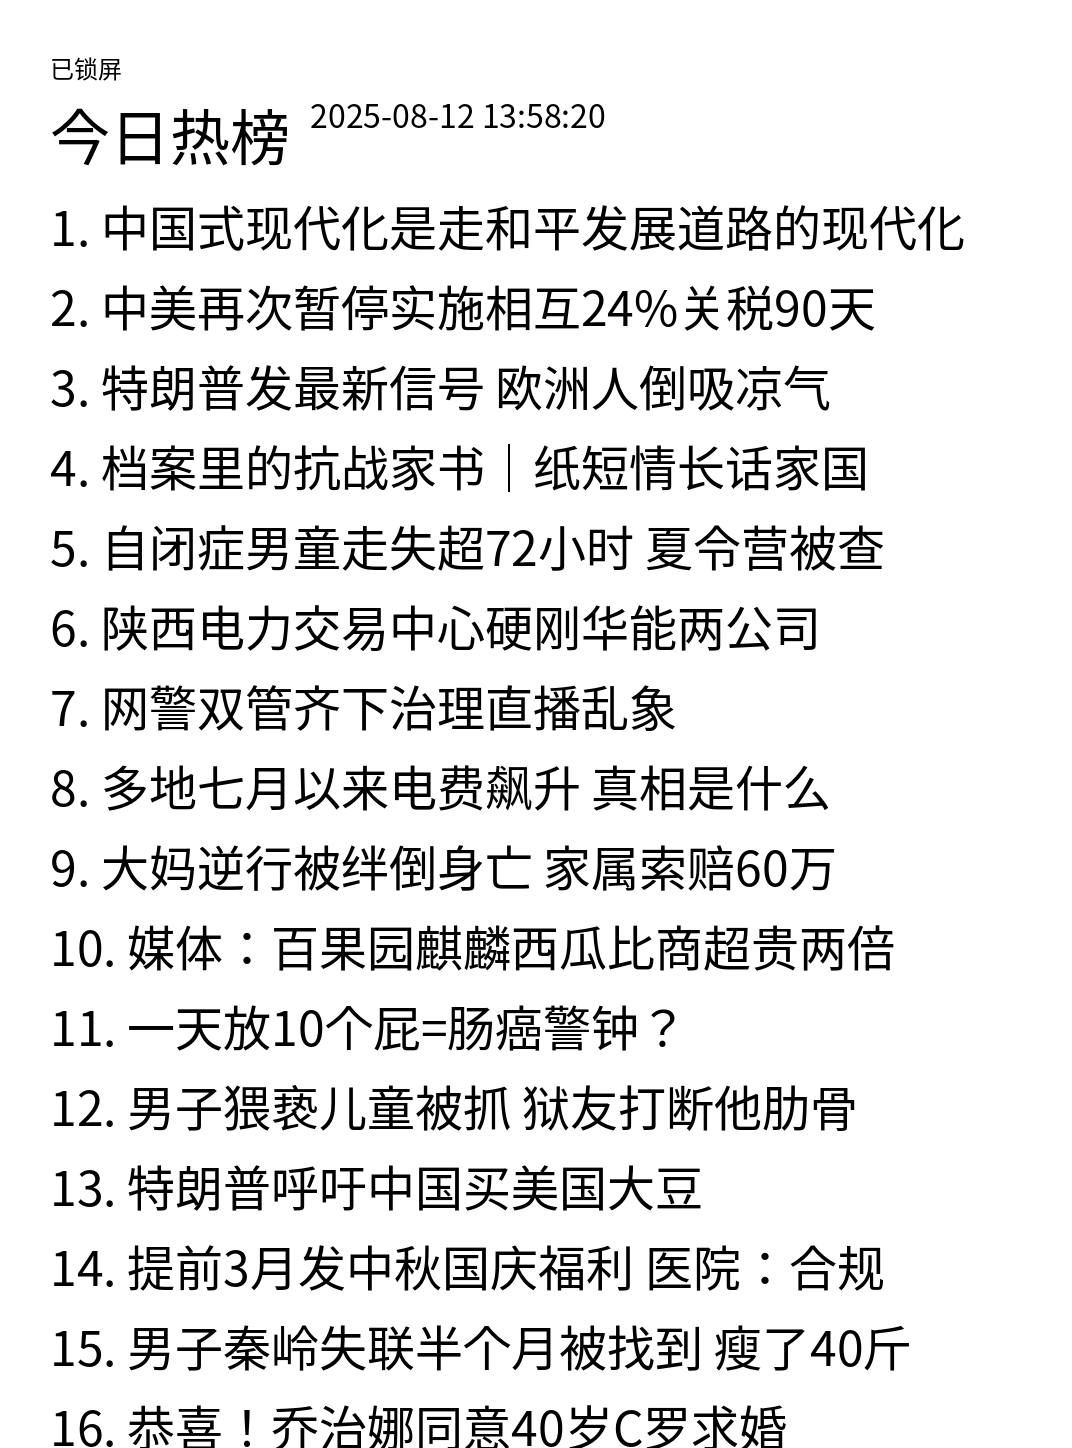 已锁屏
今日热榜 2025-08-12 13:58:20
1. 中国式现代化是走和平发展道路的现代化
2. 中美再次暂停实施相互24%关税90天
3. 特朗普发最新信号 欧洲人倒吸凉气
4. 档案里的抗战家书｜纸短情长话家国
5. 自闭症男童走失超72小时 夏令营被查
6. 陕西电力交易中心硬刚华能两公司
7. 网警双管齐下治理直播乱象
8. 多地七月以来电费飙升 真相是什么
9. 大妈逆行被绊倒身亡 家属索赔60万
10. 媒体：百果园麒麟西瓜比商超贵两倍
11. 一天放10个屁=肠癌警钟？
12. 男子猥亵儿童被抓 狱友打断他肋骨
13. 特朗普呼吁中国买美国大豆
14. 提前3月发中秋国庆福利 医院：合规
15. 男子秦岭失联半个月被找到 瘦了40斤
16. 恭喜！乔治娜同意40岁C罗求婚